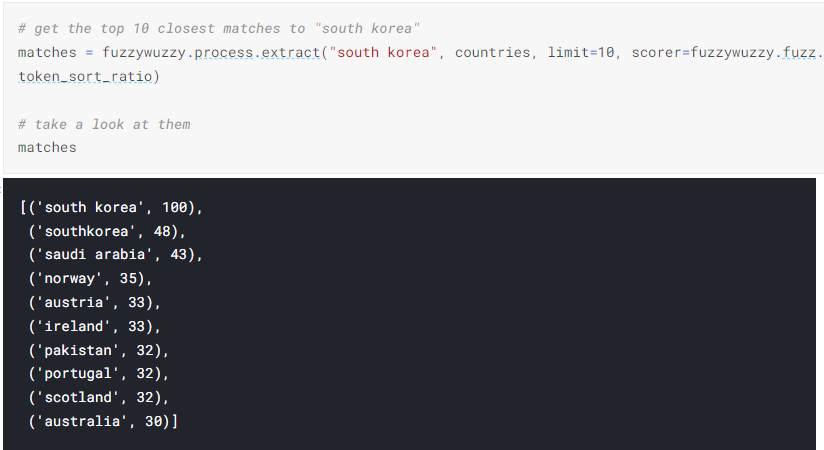 # get the top 10 closest matches to "south korea"
matches = fuzzywuzzy.process.extract("south korea", countries, limit=10, scorer=fuzzywuzzy.fuzz.
token_sort_ratio)
# take a look at them
matches
[('south korea', 100),
('southkorea', 48),
('saudi arabia', 43),
('norway', 35),
('austria', 33),
('ireland', 33),
('pakistan', 32),
('portugal', 32),
('scotland', 32),
('australia', 30)]